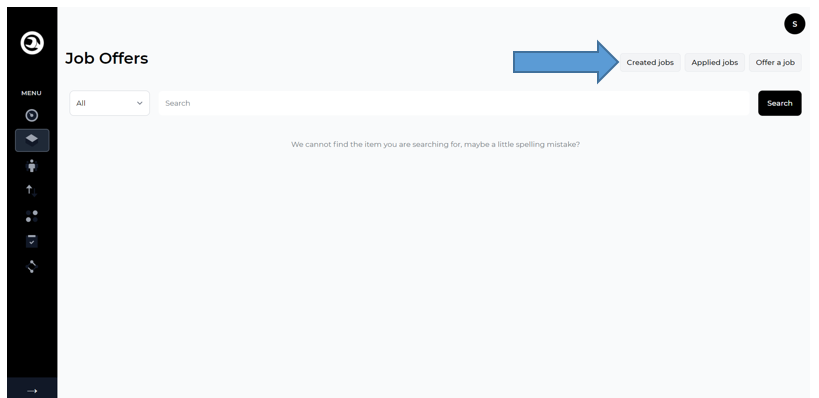 S
Job Offers
Created jobs
Applied jobs
Offer a job
MENU
All
Search
Search
We cannot find the item you are searching for, maybe a little spelling mistake?